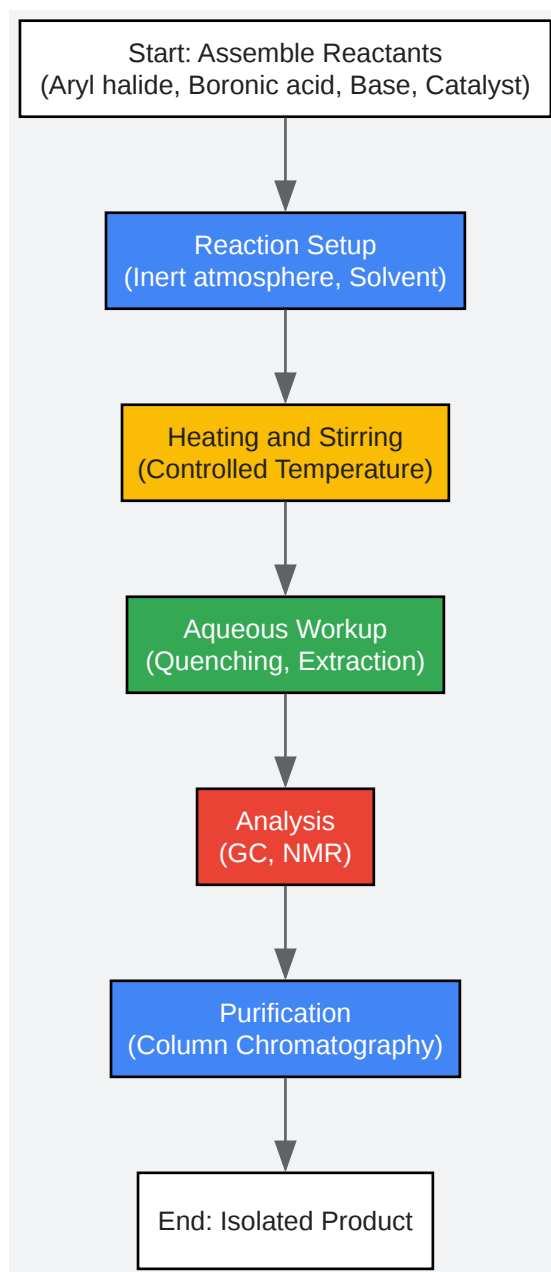 Start: Assemble Reactants
(Aryl halide, Boronic acid, Base, Catalyst)
Reaction Setup
(Inert atmosphere, Solvent)
Heating and Stirring
(Controlled Temperature)
Aqueous Workup
(Quenching, Extraction)
Analysis
(GC, NMR)
Purification
(Column Chromatography)
End: Isolated Product